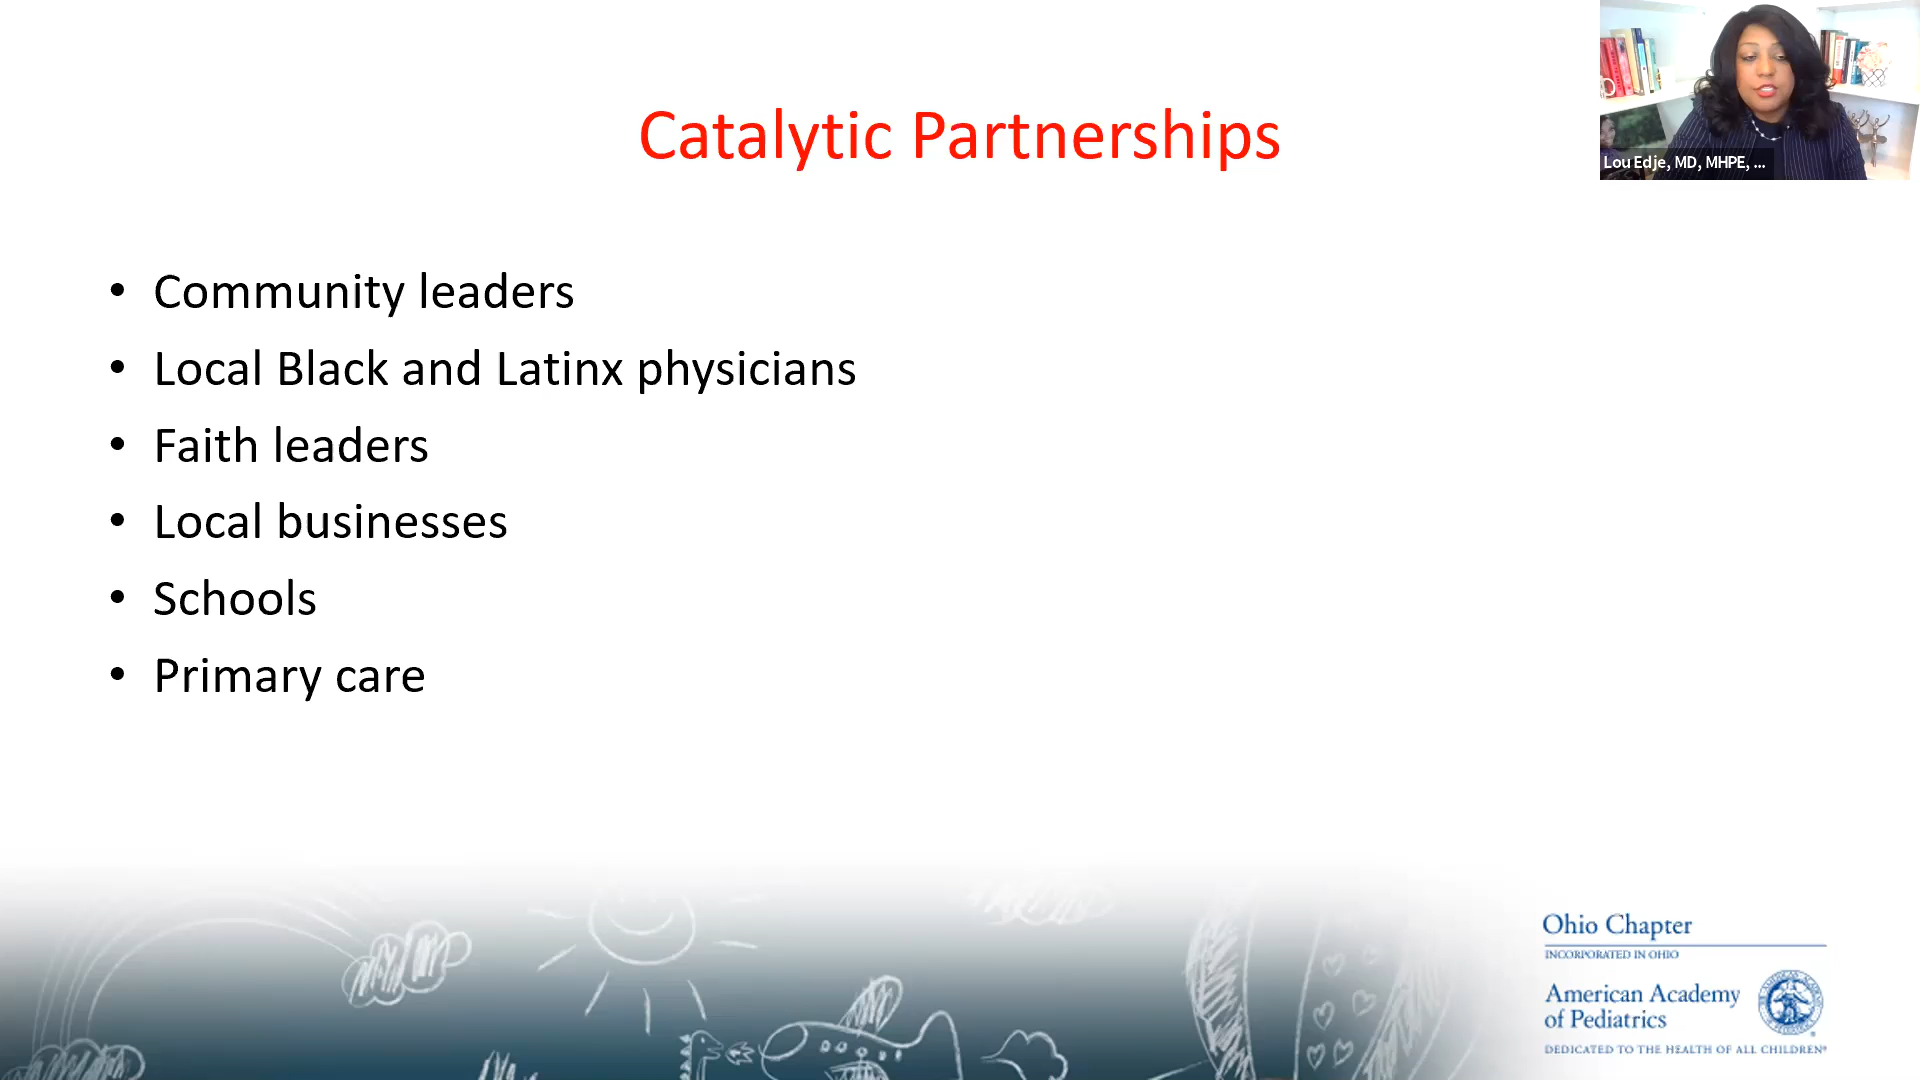 Catalytic Partnerships
Lou Edje, MD, MHPE, ...
• Community leaders
• Local Black and Latinx physicians
• Faith leaders
• Local businesses
• Schools
• Primary care
Ohio Chapter
INCORPORATED IN OHIO
American Academy
of Pediatrics
DEDICATED TO THE HEALTH OF ALL CHILDREN®